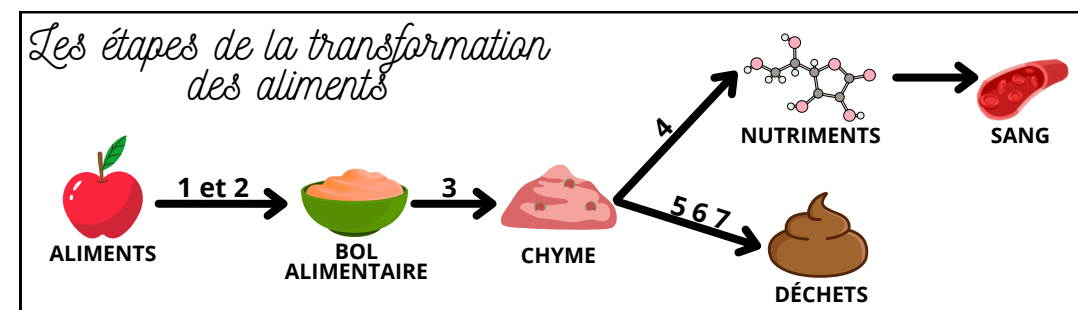 Les étapes de la transformation
des aliments
1 et 2
3
4
5 6 7
ALIMENTS
BOL
ALIMENTAIRE
CHYME
NUTRIMENTS
SANG
DÉCHETS